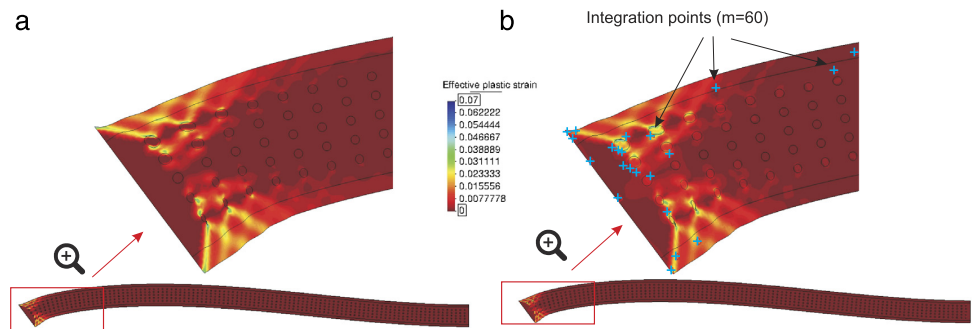 a
b
Integration points (m=60)
Effective plastic strain
0.07
0.062222
0.054444
0.046667
0.038889
0.031111
0.023333
0.015556
0.0077778
0